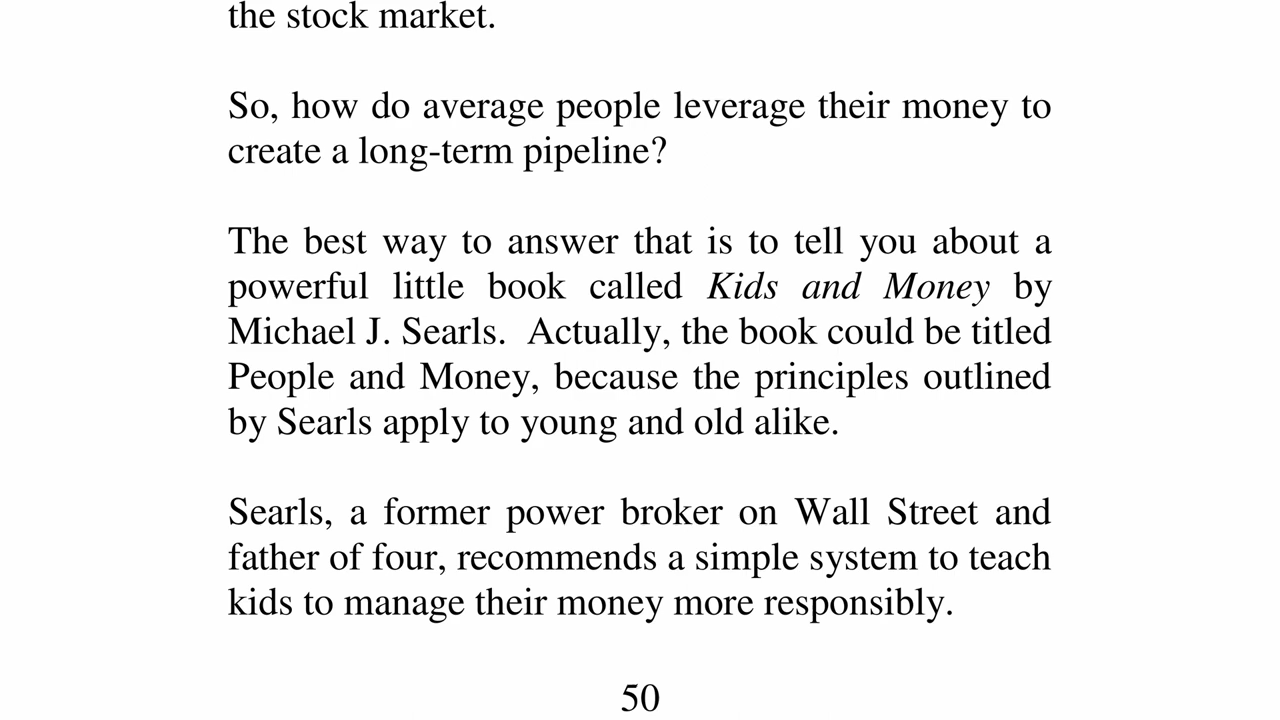 the stock market.
So, how do average people leverage their money to
create a long-term pipeline?
The best way to answer that is to tell you about a
powerful little book called Kids and Money by
Michael J. Searls.  Actually, the book could be titled
People and Money, because the principles outlined
by Searls apply to young and old alike.
Searls, a former power broker on Wall Street and
father of four, recommends a simple system to teach
kids to manage their money more responsibly.
50